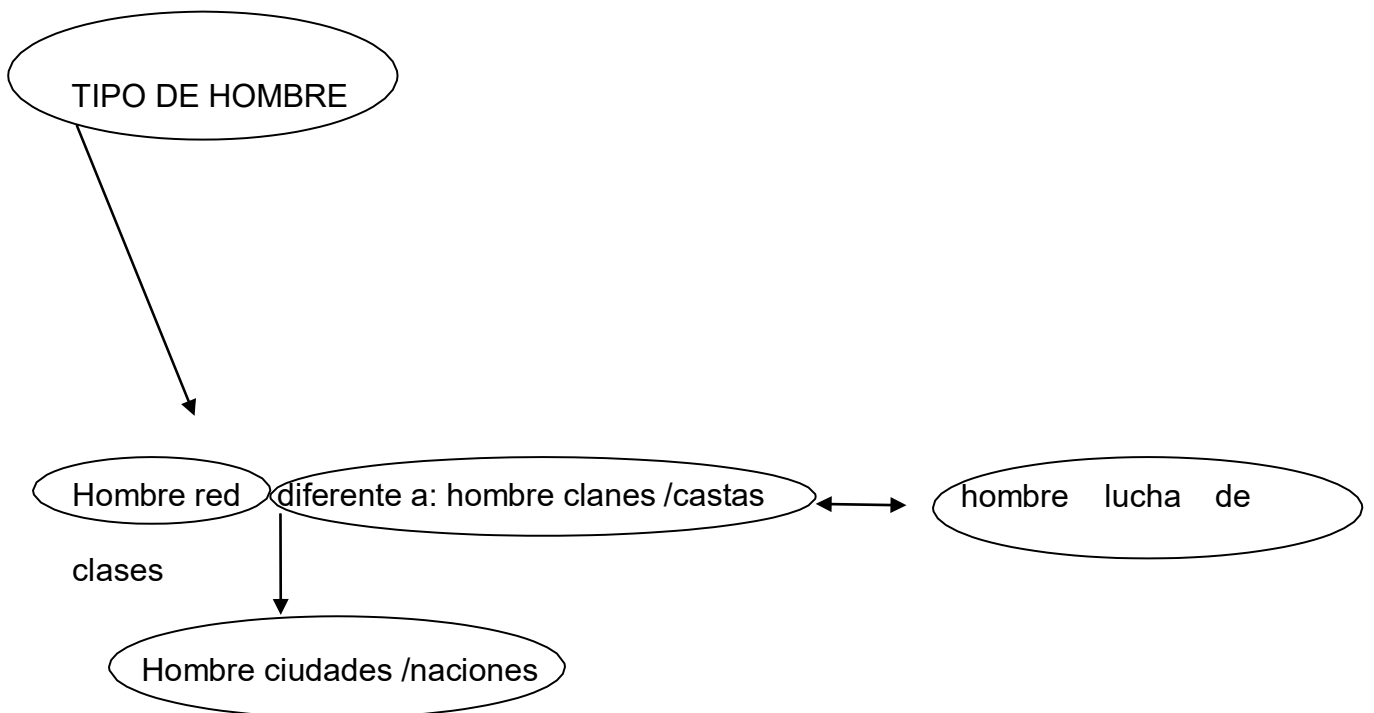 TIPO DE HOMBRE
Hombre red diferente a: hombre clanes /castas hombre lucha de
clases
Hombre ciudades /naciones